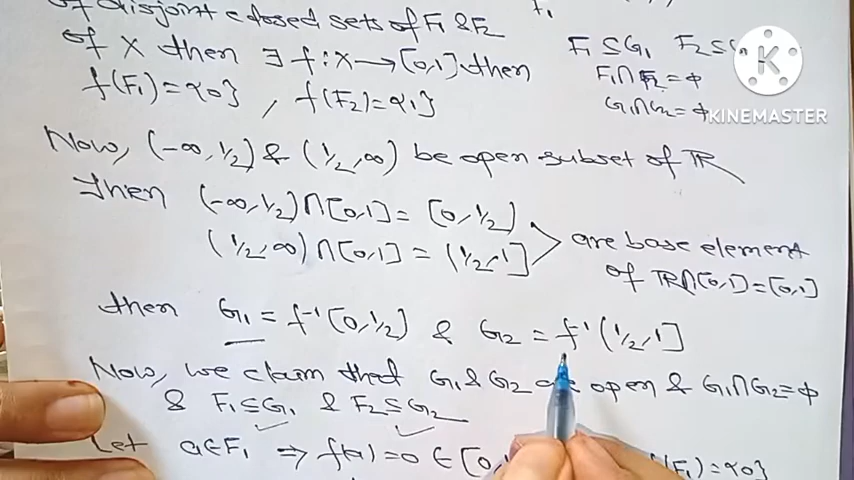 of disjoint closed sets of F₁ & F₂
of X then ∃ f:X→[0,1] then
f(F₁)={0} , f(F₂)={1}
F₁⊆G₁ F₂⊆G
F₁∩F₂=ϕ
G₁∩G₂=ϕ
KINEMASTER
Now, (-∞,1/2) & (1/2,∞) be open subset of IR
Then (-∞,1/2)∩[0,1] = [0,1/2)
(1/2,∞)∩[0,1] = (1/2,1]
are base element
of IR∩[0,1]=[0,1]
then G₁ = f⁻¹[0,1/2) & G₂ = f⁻¹(1/2,1]
Now, we claim that G₁ & G₂ are open & G₁∩G₂=ϕ
& F₁⊆G₁ & F₂⊆G₂
Let a∈F₁ ⇒ f(a)=0 ∈ [0, f(F₁)={0}